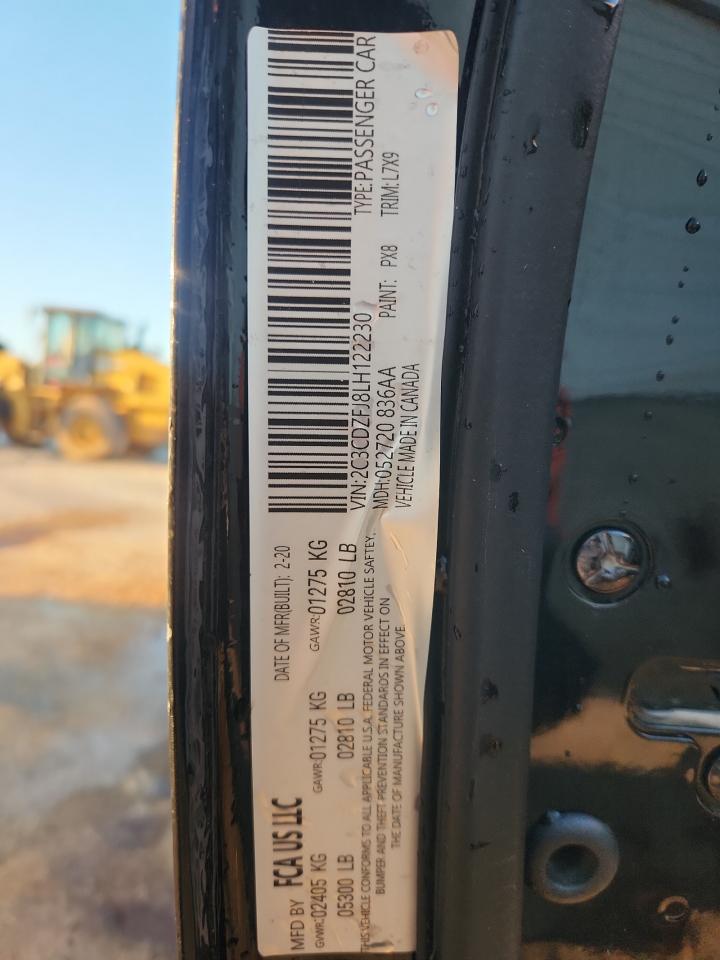 MFD BY FCA US LLC DATE OF MFR(BUILT): 2-20
GVWR:02405 KG GAWR:01275 KG GAWR:01275 KG
05300 LB 02810 LB 02810 LB
THIS VEHICLE CONFORMS TO ALL APPLICABLE U.S.A. FEDERAL MOTOR VEHICLE SAFTEY,
BUMPER AND THEFT PREVENTION STANDARDS IN EFFECT ON
THE DATE OF MANUFACTURE SHOWN ABOVE.
VIN:2C3CDZFJ8LH122230 TYPE:PASSENGER CAR
MDH:052720 836AA PAINT: PX8 TRIM: L7X9
VEHICLE MADE IN CANADA